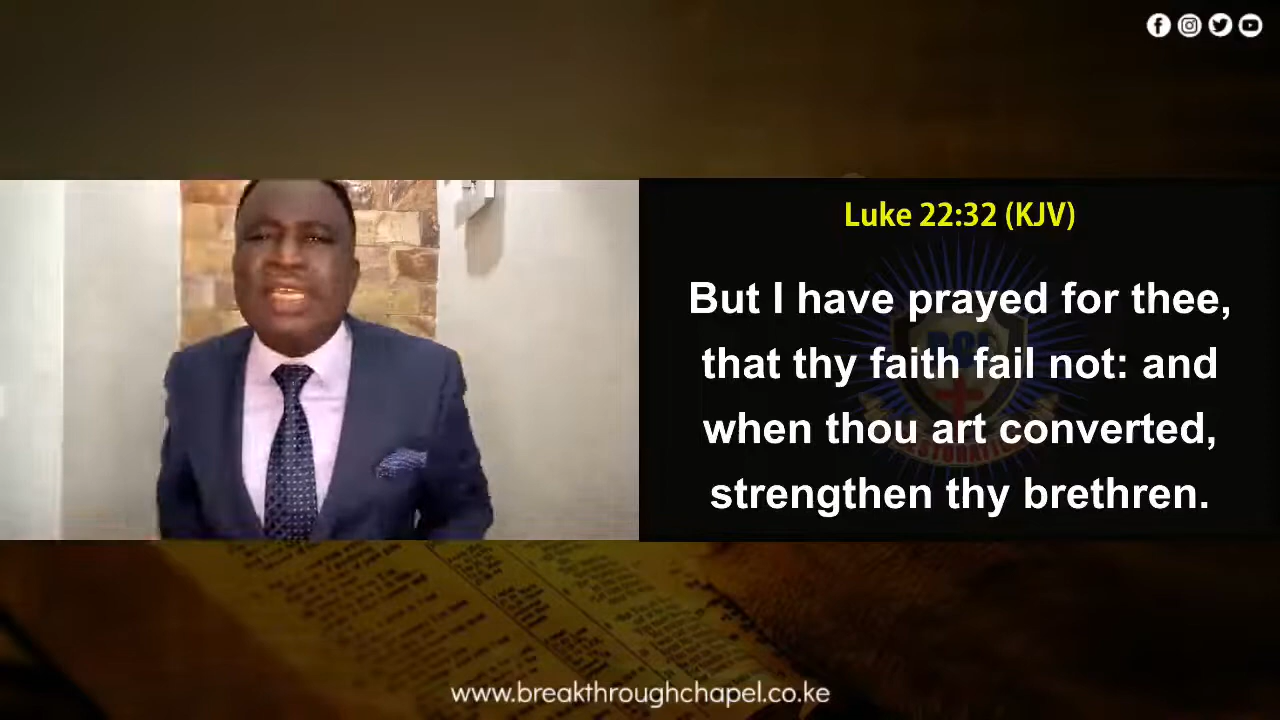 Luke 22:32 (KJV)
But I have prayed for thee,
that thy faith fail not: and
when thou art converted,
strengthen thy brethren.
www.breakthroughchapel.co.ke